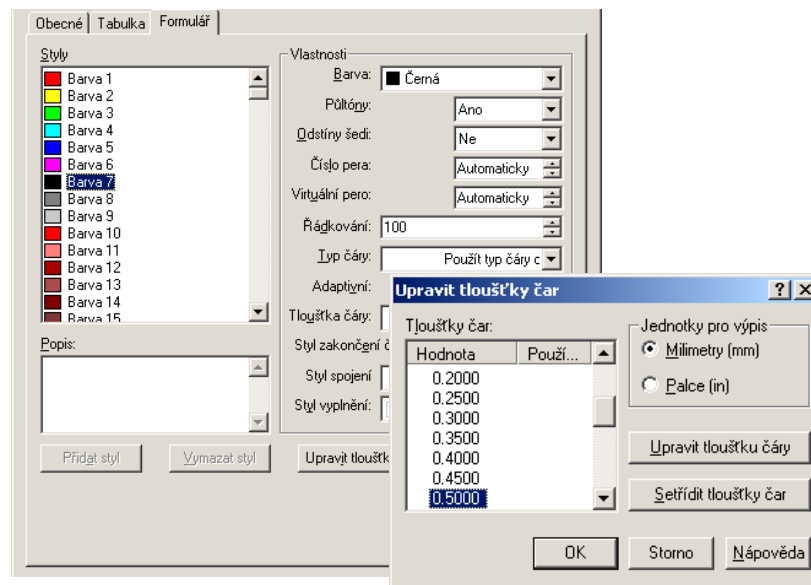 Obecné Tabulka Formulář
Styly
Barva 1
Barva 2
Barva 3
Barva 4
Barva 5
Barva 6
Barva 7
Barva 8
Barva 9
Barva 10
Barva 11
Barva 12
Barva 13
Barva 14
Barva 15
Popis:
Přidat styl Vymazat styl
Vlastnosti
Barva: Černá
Půltóny: Ano
Odstíny šedi: Ne
Číslo pera: Automaticky
Virtuální pero: Automaticky
Řádkování: 100
Typ čáry: Použít typ čáry o
Adaptivní:
Tloušťka čáry:
Styl zakončení č
Styl spojení
Styl vyplnění:
Upravit tloušťk
Upravit tloušťky čar
Tloušťky čar:
Hodnota Použí...
0.2000
0.2500
0.3000
0.3500
0.4000
0.4500
0.5000
Jednotky pro výpis
Milimetry (mm)
Palce (in)
Upravit tloušťku čáry
Setřídit tloušťky čar
OK Storno Nápověda